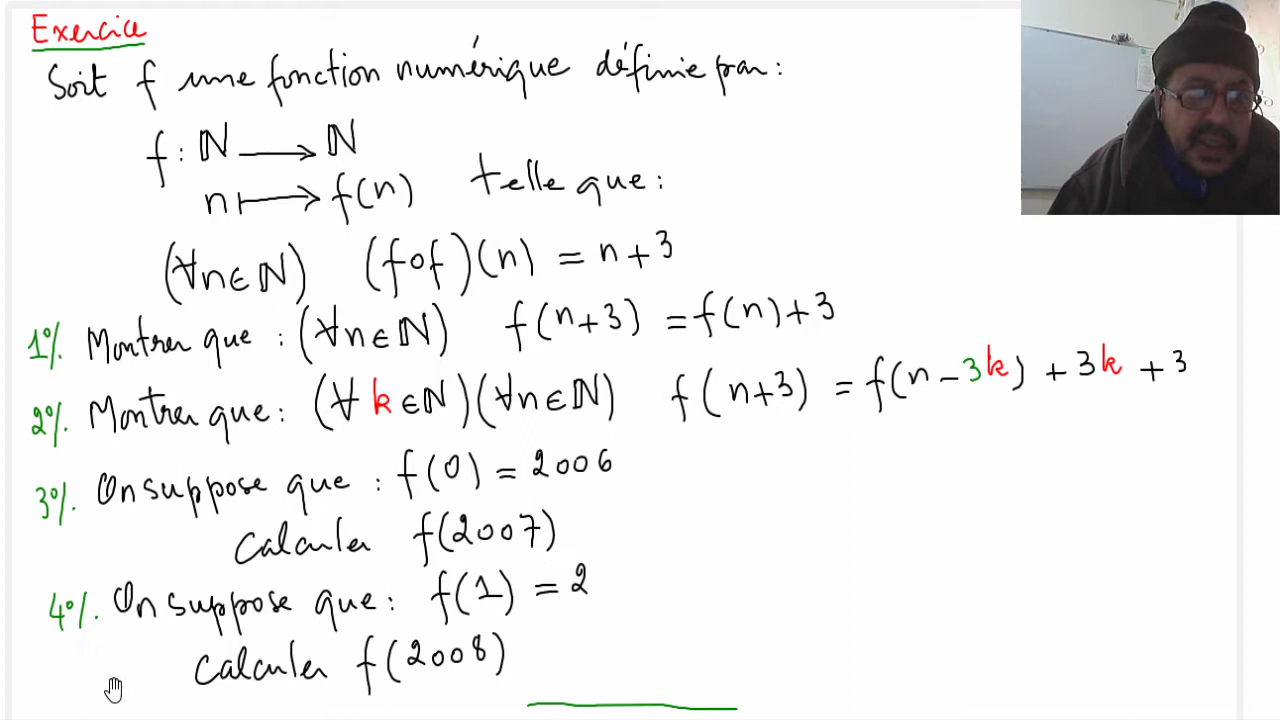 Exercice
Soit f une fonction numérique définie par :
f : ℕ ⟶ ℕ
n ⟼ f(n) telle que :
(∀n∈ℕ) (fof)(n) = n+3
1°/. Montrer que : (∀n∈ℕ) f(n+3) = f(n)+3
2°/. Montrer que : (∀k∈ℕ)(∀n∈ℕ) f(n+3) = f(n-3k) + 3k + 3
3°/. On suppose que : f(0) = 2006
Calculer f(2007)
4°/. On suppose que : f(1) = 2
Calculer f(2008)